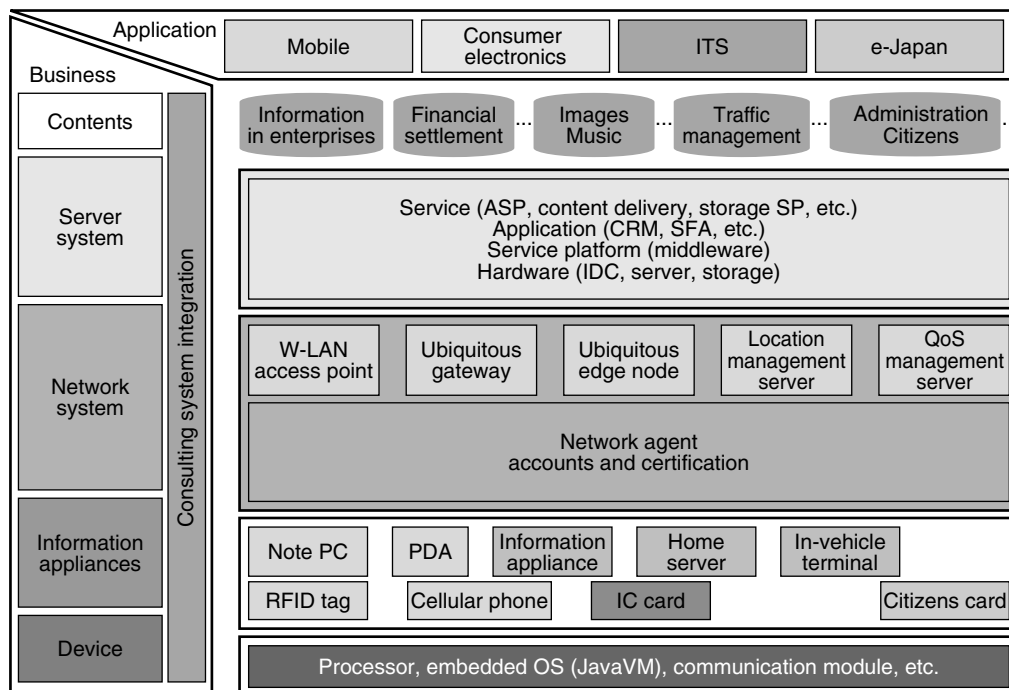 Application
Mobile
Consumer
electronics
ITS
e-Japan
Business
Contents
Server
system
Network
system
Information
appliances
Device
Consulting system integration
Information
in enterprises
Financial
settlement
...
Images
Music
...
Traffic
management
...
Administration
Citizens
.
Service (ASP, content delivery, storage SP, etc.)
Application (CRM, SFA, etc.)
Service platform (middleware)
Hardware (IDC, server, storage)
W-LAN
access point
Ubiquitous
gateway
Ubiquitous
edge node
Location
management
server
QoS
management
server
Network agent
accounts and certification
Note PC
PDA
Information
appliance
Home
server
In-vehicle
terminal
RFID tag
Cellular phone
IC card
Citizens card
Processor, embedded OS (JavaVM), communication module, etc.